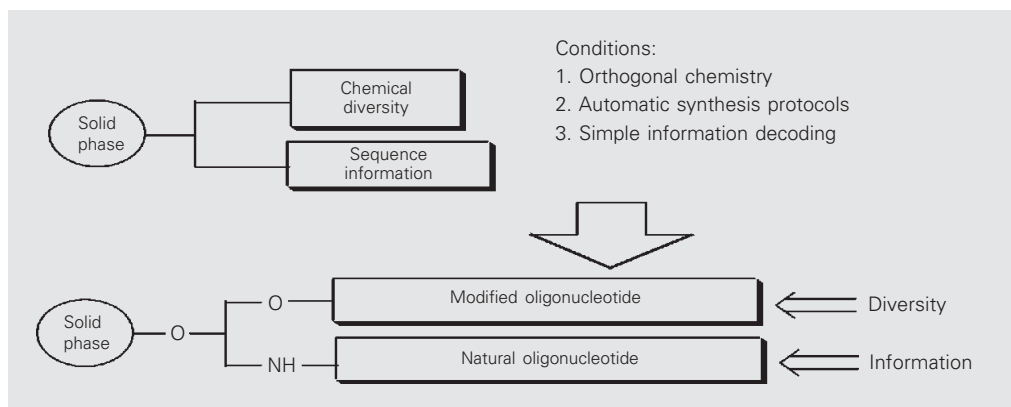 Conditions:
1. Orthogonal chemistry
2. Automatic synthesis protocols
3. Simple information decoding
Solid
phase
Chemical
diversity
Sequence
information
Solid
phase
O
O
Modified oligonucleotide
Diversity
NH
Natural oligonucleotide
Information